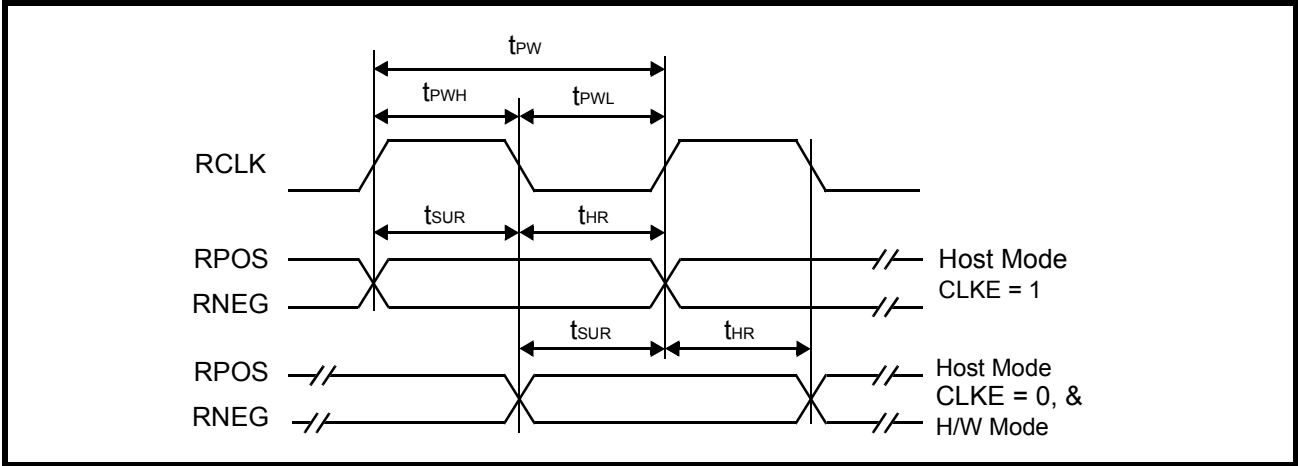 tPW
tPWH tPWL
RCLK
tSUR tHR
RPOS Host Mode
RNEG CLKE = 1
tSUR tHR
RPOS Host Mode
CLKE = 0, &
RNEG H/W Mode